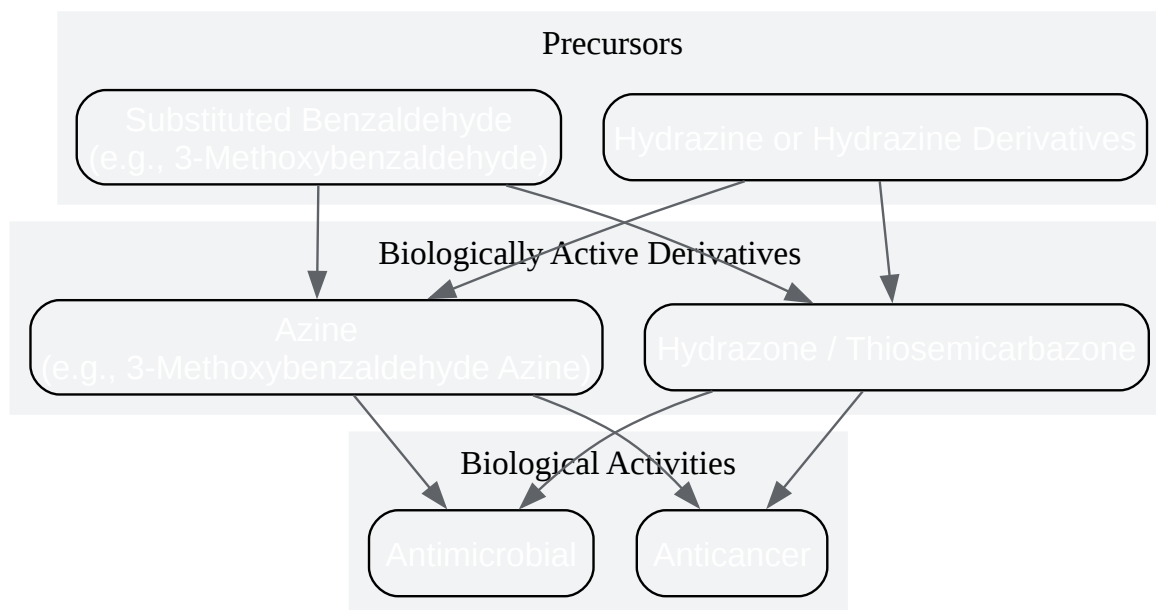 Precursors
Substituted Benzaldehyde
(e.g., 3-Methoxybenzaldehyde)
Hydrazine or Hydrazine Derivatives
Biologically Active Derivatives
Azine
(e.g., 3-Methoxybenzaldehyde Azine)
Hydrazone / Thiosemicarbazone
Biological Activities
Antimicrobial
Anticancer